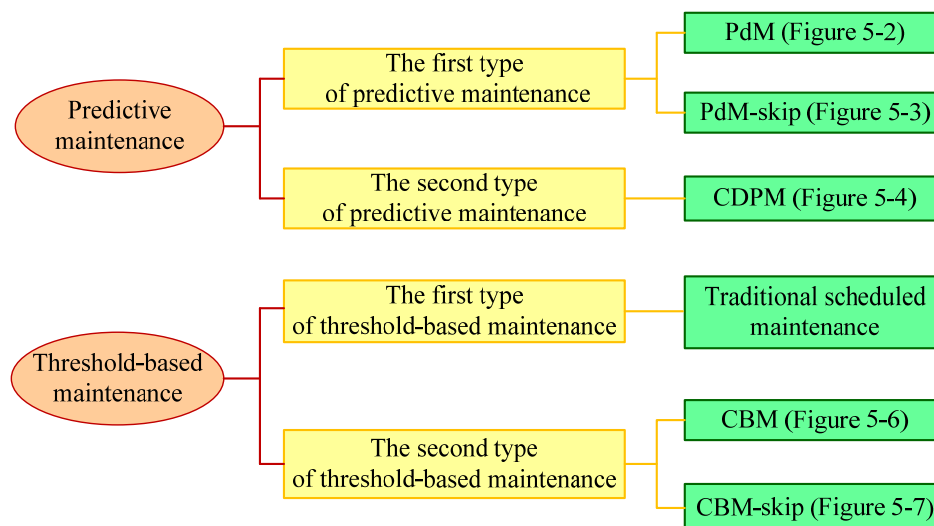 PdM (Figure 5-2)
The first type
of predictive maintenance
Predictive
maintenance
PdM-skip (Figure 5-3)
The second type
of predictive maintenance
CDPM (Figure 5-4)
The first type
of threshold-based maintenance
Traditional scheduled
maintenance
Threshold-based
maintenance
CBM (Figure 5-6)
The second type
of threshold-based maintenance
CBM-skip (Figure 5-7)